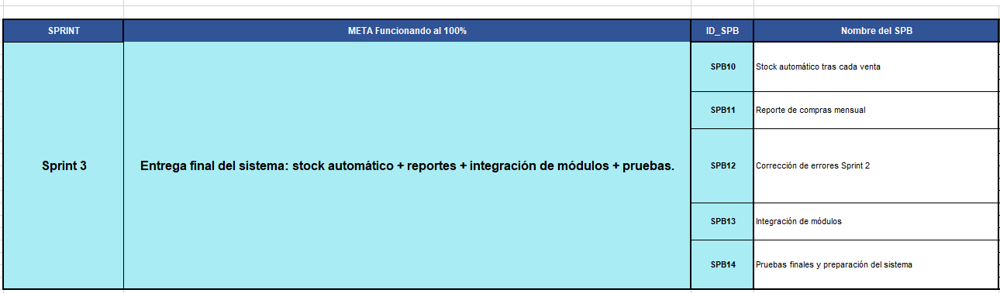 SPRINT META Funcionando al 100% ID_SPB Nombre del SPB
SPB10 Stock automático tras cada venta
SPB11 Reporte de compras mensual
Sprint 3 Entrega final del sistema: stock automático + reportes + integración de módulos + pruebas. SPB12 Corrección de errores Sprint 2
SPB13 Integración de módulos
SPB14 Pruebas finales y preparación del sistema